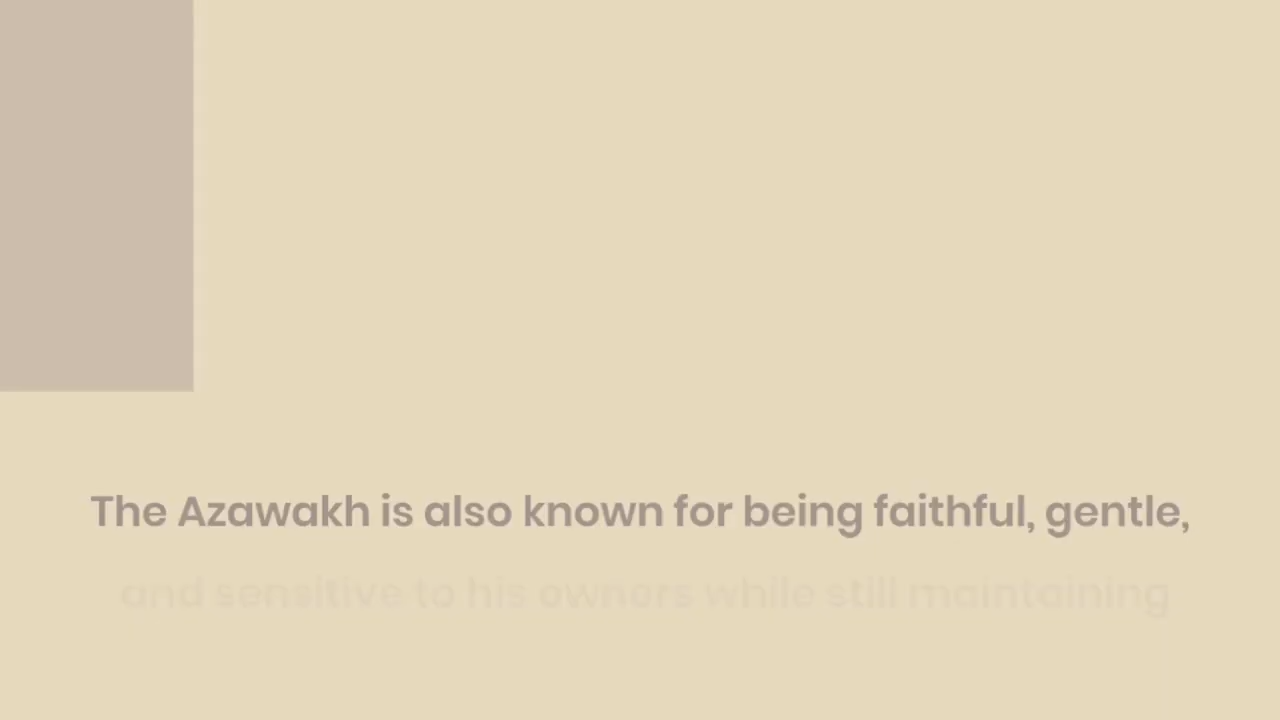 The Azawakh is also known for being faithful, gentle,
and sensitive to his owners while still maintaining